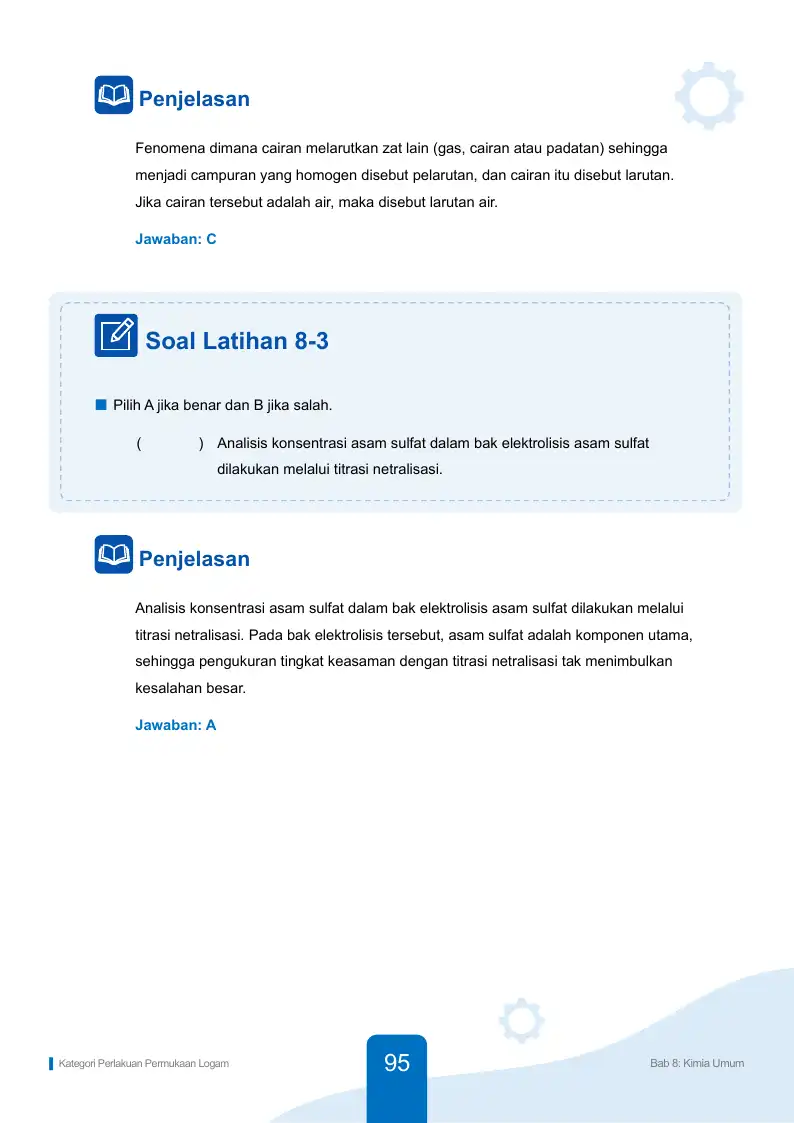 Penjelasan
Fenomena dimana cairan melarutkan zat lain (gas, cairan atau padatan) sehingga
menjadi campuran yang homogen disebut pelarutan, dan cairan itu disebut larutan.
Jika cairan tersebut adalah air, maka disebut larutan air.
Jawaban: C
Soal Latihan 8-3
■ Pilih A jika benar dan B jika salah.
( ) Analisis konsentrasi asam sulfat dalam bak elektrolisis asam sulfat
dilakukan melalui titrasi netralisasi.
Penjelasan
Analisis konsentrasi asam sulfat dalam bak elektrolisis asam sulfat dilakukan melalui
titrasi netralisasi. Pada bak elektrolisis tersebut, asam sulfat adalah komponen utama,
sehingga pengukuran tingkat keasaman dengan titrasi netralisasi tak menimbulkan
kesalahan besar.
Jawaban: A
Kategori Perlakuan Permukaan Logam
95
Bab 8: Kimia Umum